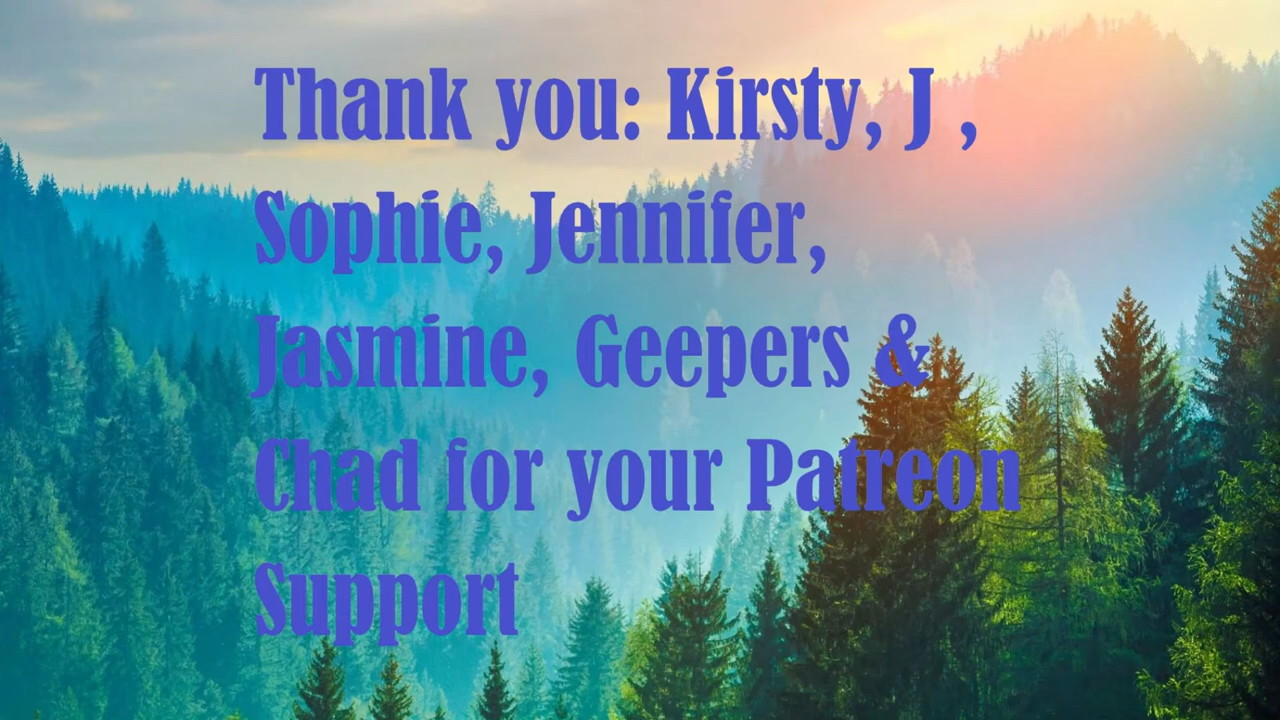 Thank you: Kirsty, J ,
Sophie, Jennifer,
Jasmine, Geepers &
Chad for your Patreon
Support